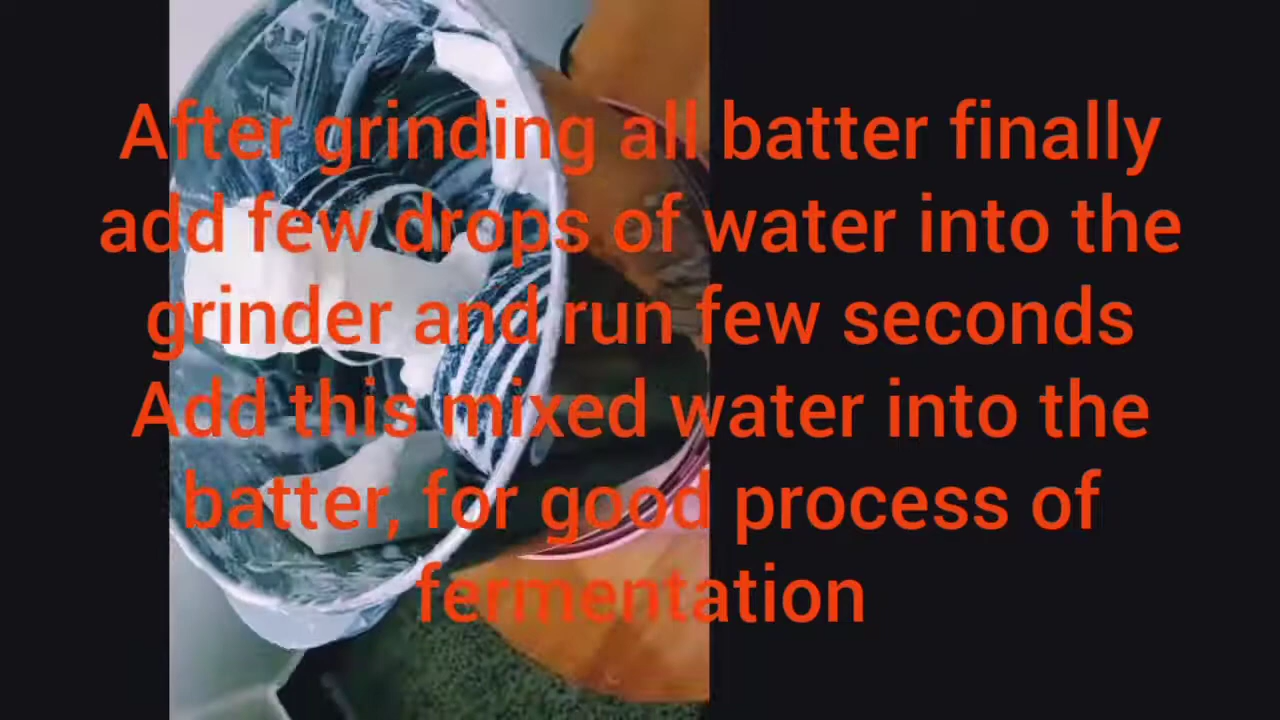 After grinding all batter finally
add few drops of water into the
grinder and run few seconds
Add this mixed water into the
batter, for good process of
fermentation